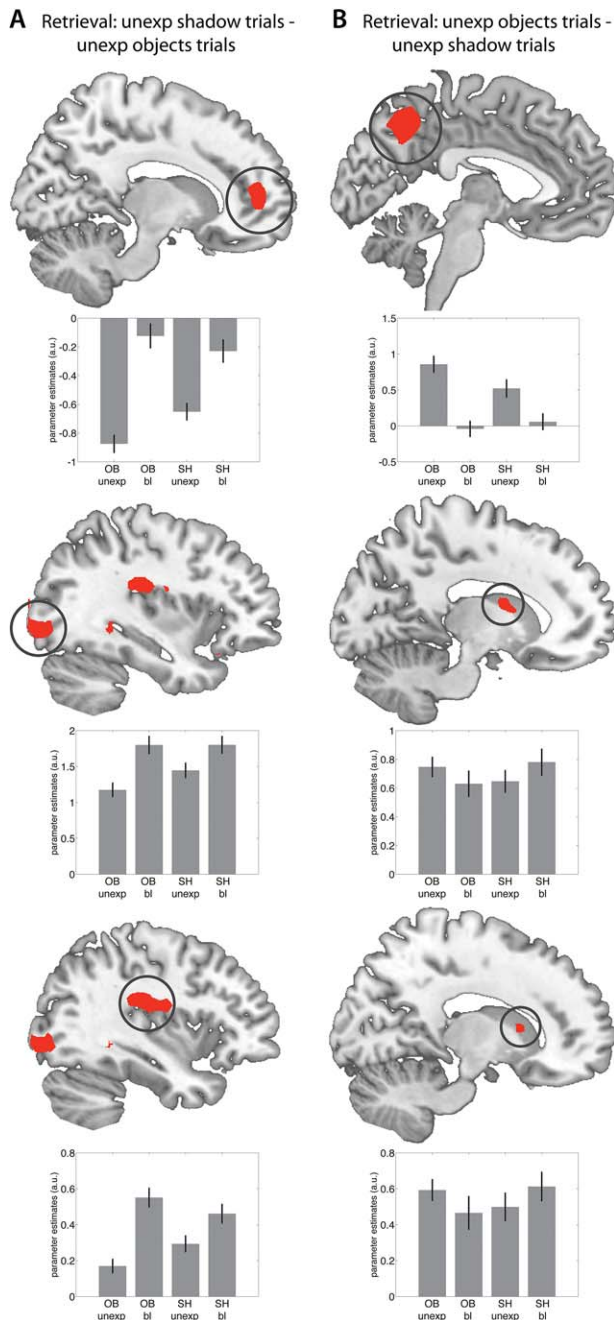 A Retrieval: unexp shadow trials -
unexp objects trials
B Retrieval: unexp objects trials -
unexp shadow trials
0
-0.2
-0.4
-0.6
-0.8
-1
parameter estimates (a.u.)
OB OB SH SH
unexp bl unexp bl
1.5
1
0.5
0
-0.5
parameter estimates (a.u.)
OB OB SH SH
unexp bl unexp bl
2
1.5
1
0.5
0
parameter estimates (a.u.)
OB OB SH SH
unexp bl unexp bl
1
0.8
0.6
0.4
0.2
0
parameter estimates (a.u.)
OB OB SH SH
unexp bl unexp bl
0.8
0.6
0.4
0.2
0
parameter estimates (a.u.)
OB OB SH SH
unexp bl unexp bl
0.8
0.6
0.4
0.2
0
parameter estimates (a.u.)
OB OB SH SH
unexp bl unexp bl